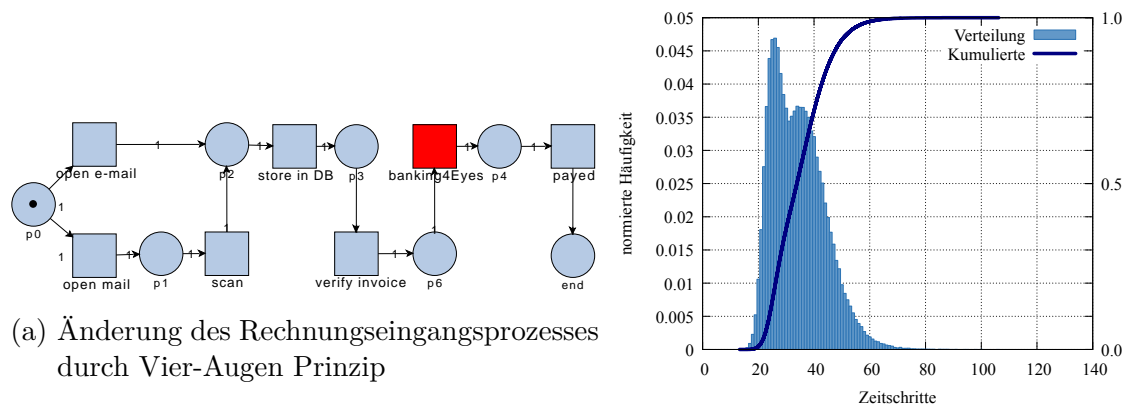 open e-mail
1
p2
1
store in DB
1
p3
banking4Eyes
1
p4
1
payed
1
p0
1
open mail
1
p1
1
scan
1
verify invoice
1
p6
1
end
(a) Änderung des Rechnungseingangsprozesses
durch Vier-Augen Prinzip
0.05
0.045
0.04
0.035
0.03
0.025
0.02
0.015
0.01
0.005
0
normierte Häufigkeit
Verteilung
Kumulierte
1.0
0.5
0.0
0 20 40 60 80 100 120 140
Zeitschritte